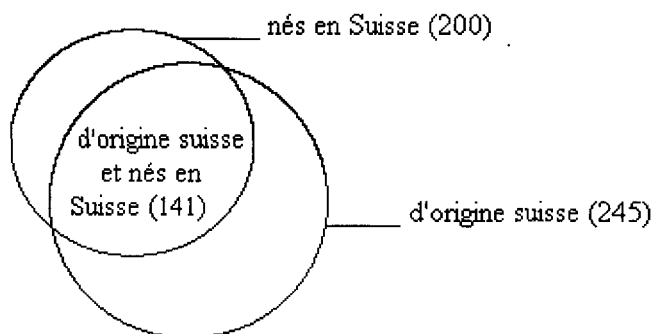 nés en Suisse (200)
d'origine suisse
et nés en
Suisse (141)
d'origine suisse (245)